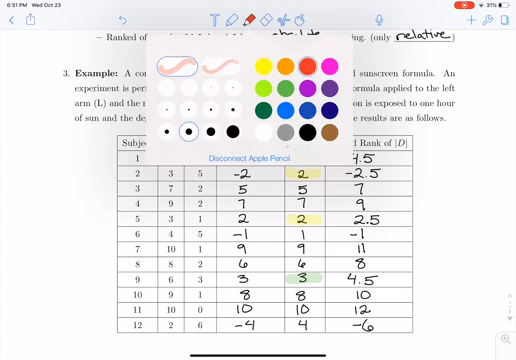 6:51 PM Wed Oct 23
31%
– Ranked of
ing. (only relative
3. Example: A con
d sunscreen formula. An
experiment is peri
formula applied to the left
arm (L) and the r
ion is exposed to one hour
of sun and the deg
e results are as follows.
Disconnect Apple Pencil
Subje
d Rank of |D|
1 4.5
2 3 5 -2 2 -2.5
3 7 2 5 5 7
4 9 2 7 7 9
5 3 1 2 2 2.5
6 4 5 -1 1 -1
7 10 1 9 9 11
8 8 2 6 6 8
9 6 3 3 3 4.5
10 9 1 8 8 10
11 10 0 10 10 12
12 2 6 -4 4 -6